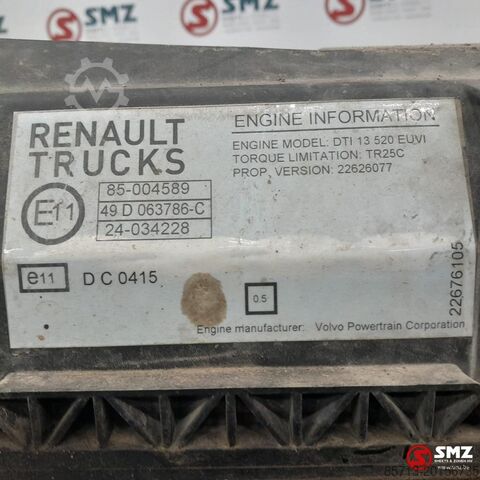 SMZ
SMZ
SMZ
RENAULT
TRUCKS
ENGINE INFORMATION
ENGINE MODEL: DTI 13 520 EUVI
TORQUE LIMITATION: TR25C
PROP. VERSION: 22626077
E11
85-004589
49 D 063786-C
24-034228
e11
D C 0415
0.5
22676105
Engine manufacturer: Volvo Powertrain Corporation
SMZ